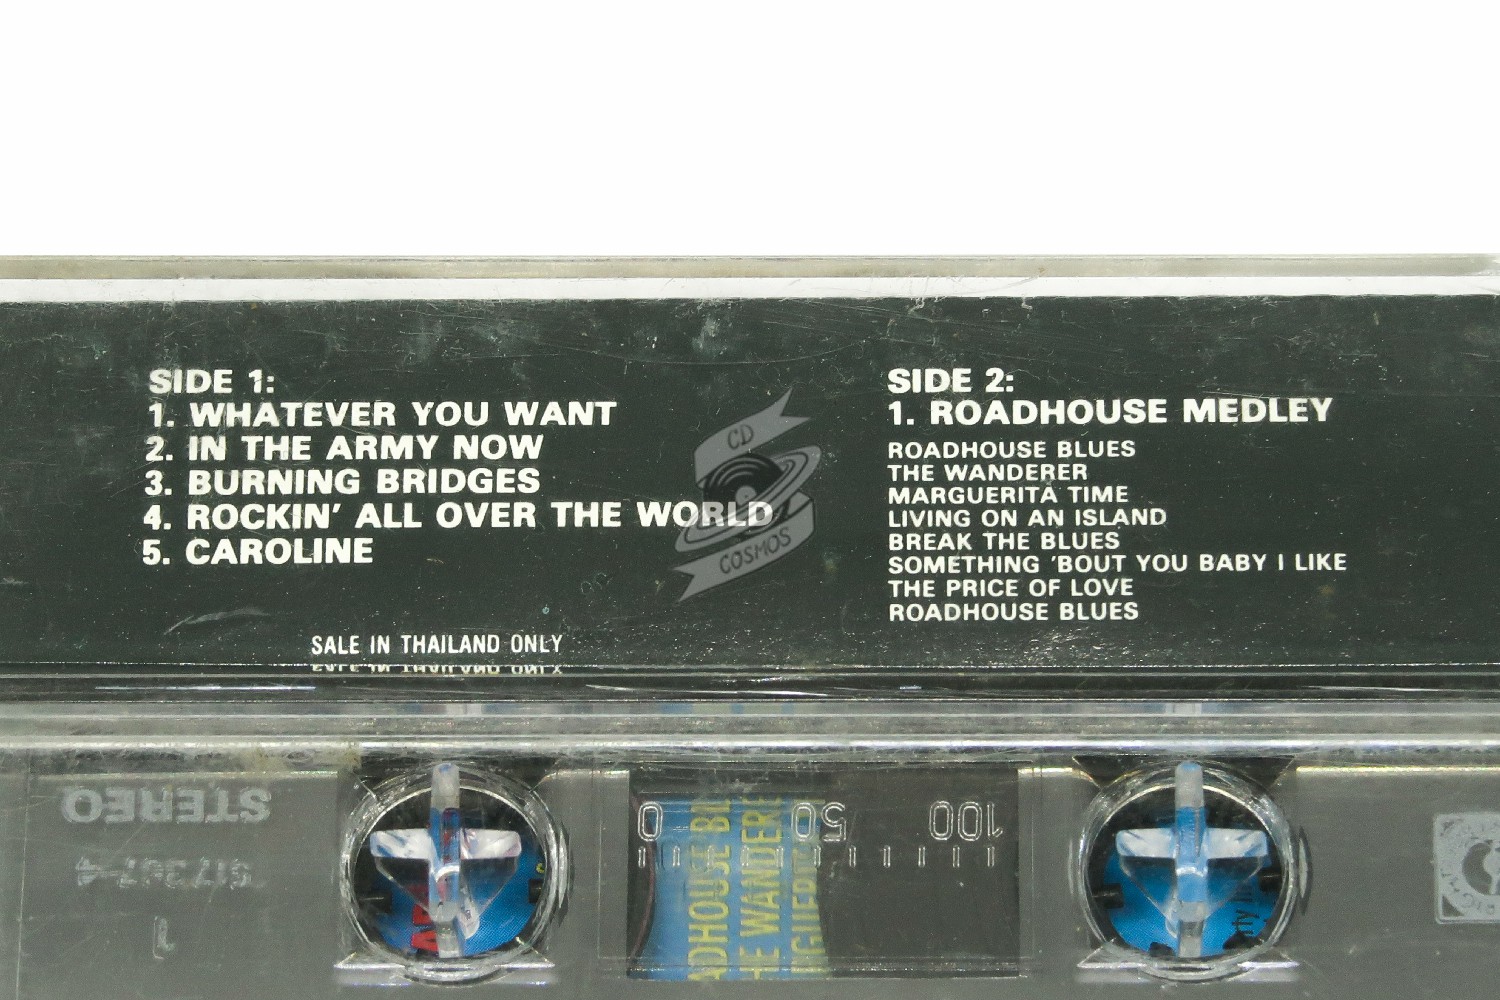 SIDE 1:
1. WHATEVER YOU WANT
2. IN THE ARMY NOW
3. BURNING BRIDGES
4. ROCKIN' ALL OVER THE WORLD
5. CAROLINE
SALE IN THAILAND ONLY
SIDE 2:
1. ROADHOUSE MEDLEY
ROADHOUSE BLUES
THE WANDERER
MARGUERITA TIME
LIVING ON AN ISLAND
BREAK THE BLUES
SOMETHING 'BOUT YOU BABY I LIKE
THE PRICE OF LOVE
ROADHOUSE BLUES
CD
COSMOS
STEREO
1
0 50 100